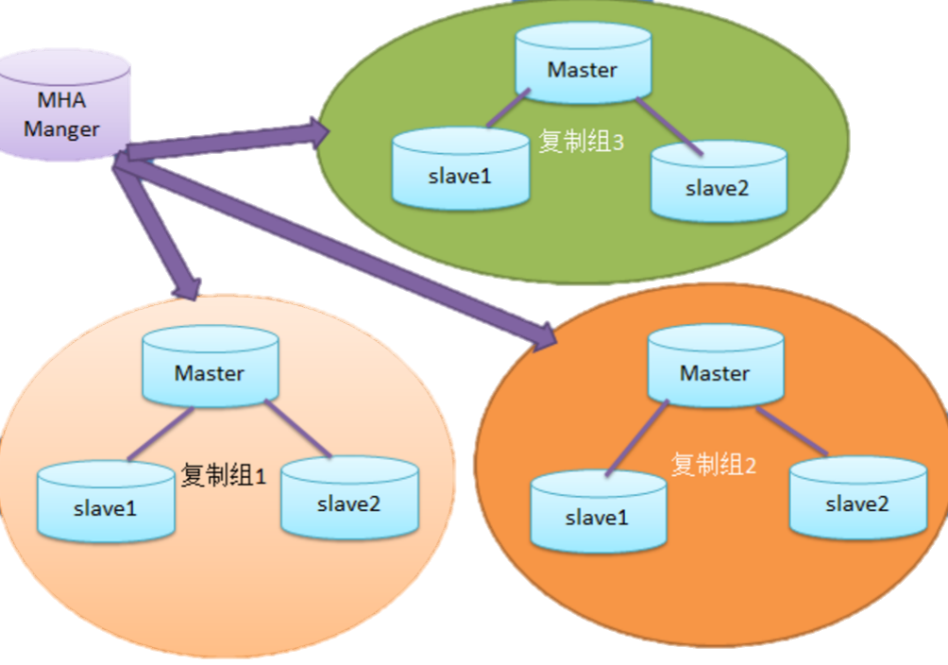 MHA
Manger
Master
复制组3
slave1
slave2
Master
复制组1
slave1
slave2
Master
复制组2
slave1
slave2